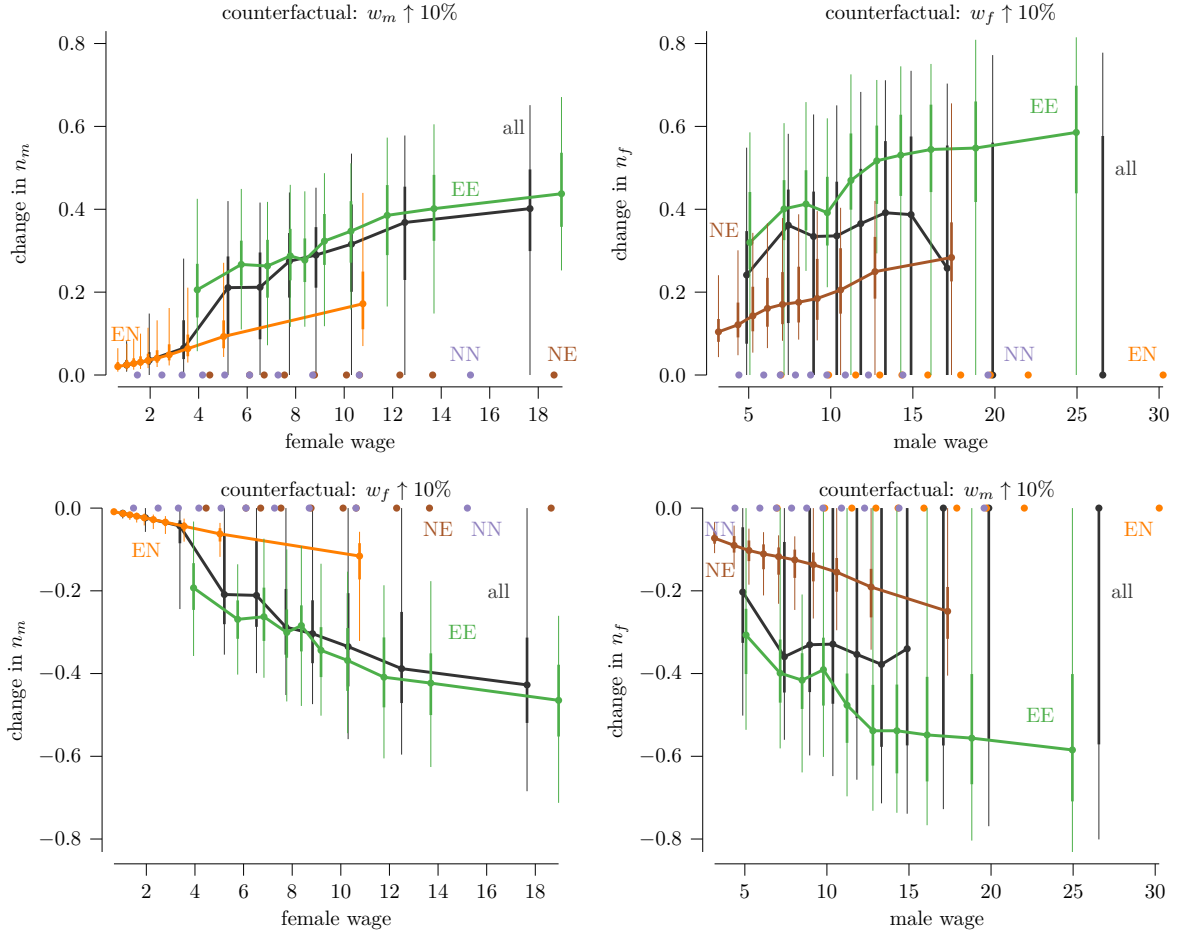 counterfactual: w_m ↑ 10%
change in n_m
0.8
0.6
0.4
0.2
0.0
all
EE
EN
NN
NE
2 4 6 8 10 12 14 16 18
female wage
counterfactual: w_f ↑ 10%
change in n_f
0.8
0.6
0.4
0.2
0.0
EE
all
NE
NN
EN
5 10 15 20 25 30
male wage
counterfactual: w_f ↑ 10%
change in n_m
0.0
−0.2
−0.4
−0.6
−0.8
NE
NN
EN
all
EE
2 4 6 8 10 12 14 16 18
female wage
counterfactual: w_m ↑ 10%
change in n_f
0.0
−0.2
−0.4
−0.6
−0.8
NN
EN
NE
all
EE
5 10 15 20 25 30
male wage